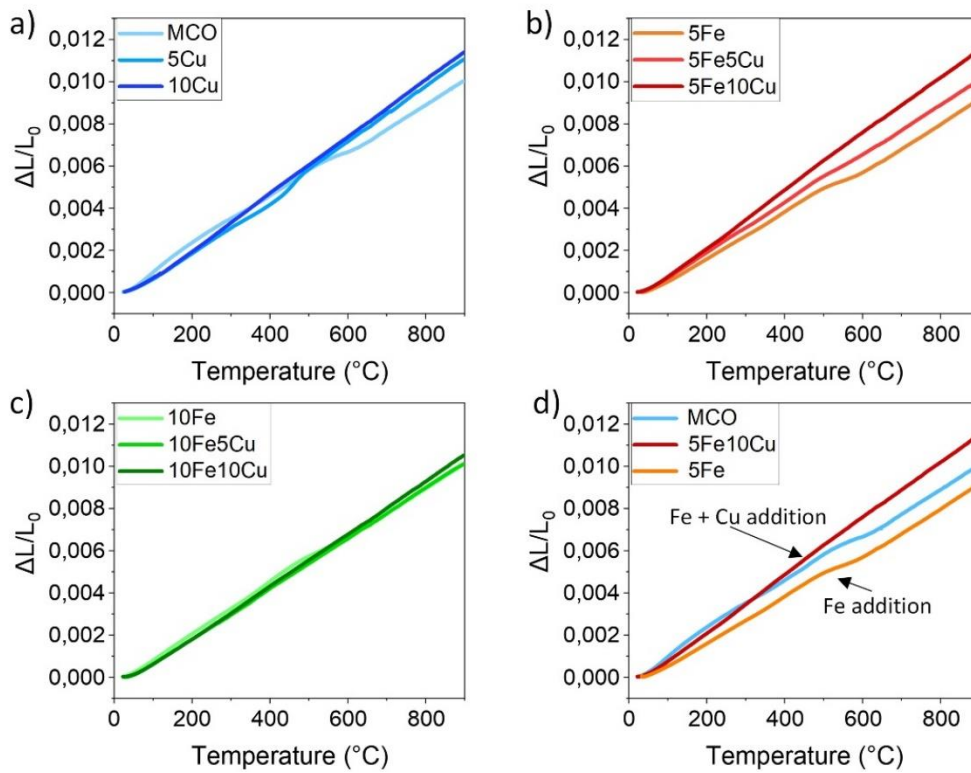 a)
MCO
5Cu
10Cu
0,012
0,010
0,008
0,006
0,004
0,002
0,000
ΔL/L₀
0 200 400 600 800
Temperature (°C)
b)
5Fe
5Fe5Cu
5Fe10Cu
0,012
0,010
0,008
0,006
0,004
0,002
0,000
ΔL/L₀
0 200 400 600 800
Temperature (°C)
c)
10Fe
10Fe5Cu
10Fe10Cu
0,012
0,010
0,008
0,006
0,004
0,002
0,000
ΔL/L₀
0 200 400 600 800
Temperature (°C)
d)
MCO
5Fe10Cu
5Fe
0,012
0,010
0,008
0,006
0,004
0,002
0,000
ΔL/L₀
Fe + Cu addition
Fe addition
0 200 400 600 800
Temperature (°C)